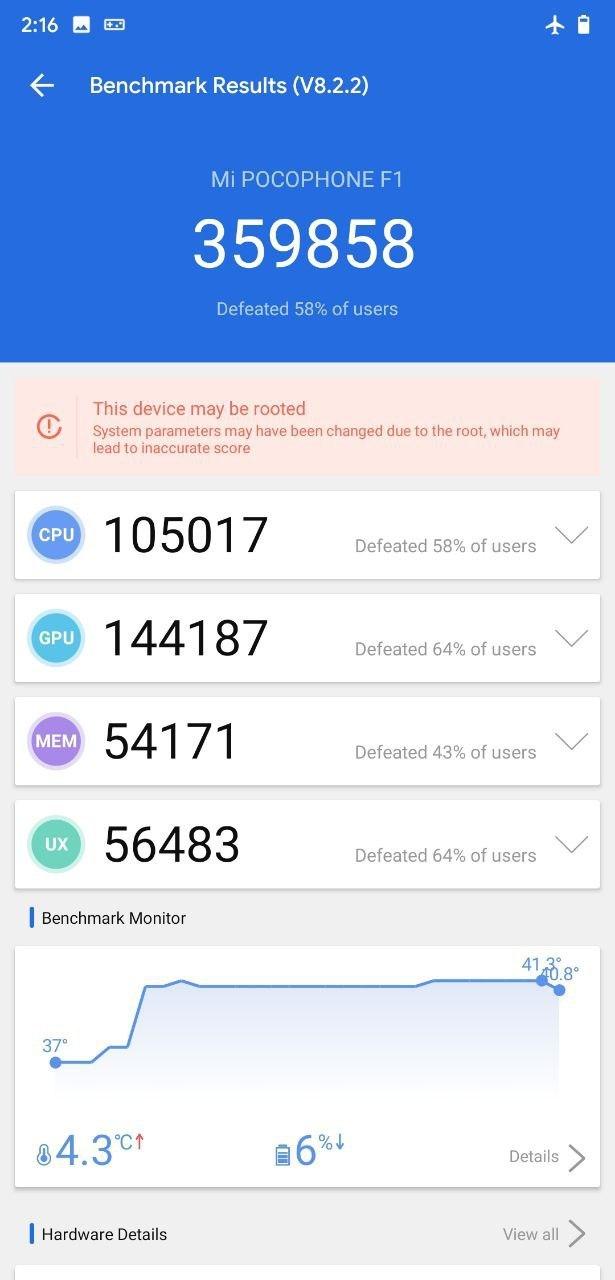 2:16
Benchmark Results (V8.2.2)
Mi POCOPHONE F1
359858
Defeated 58% of users
This device may be rooted
System parameters may have been changed due to the root, which may
lead to inaccurate score
CPU 105017 Defeated 58% of users
GPU 144187 Defeated 64% of users
MEM 54171 Defeated 43% of users
UX 56483 Defeated 64% of users
Benchmark Monitor
41.3°
40.8°
37°
4.3°C↑ 6%↓ Details
Hardware Details View all